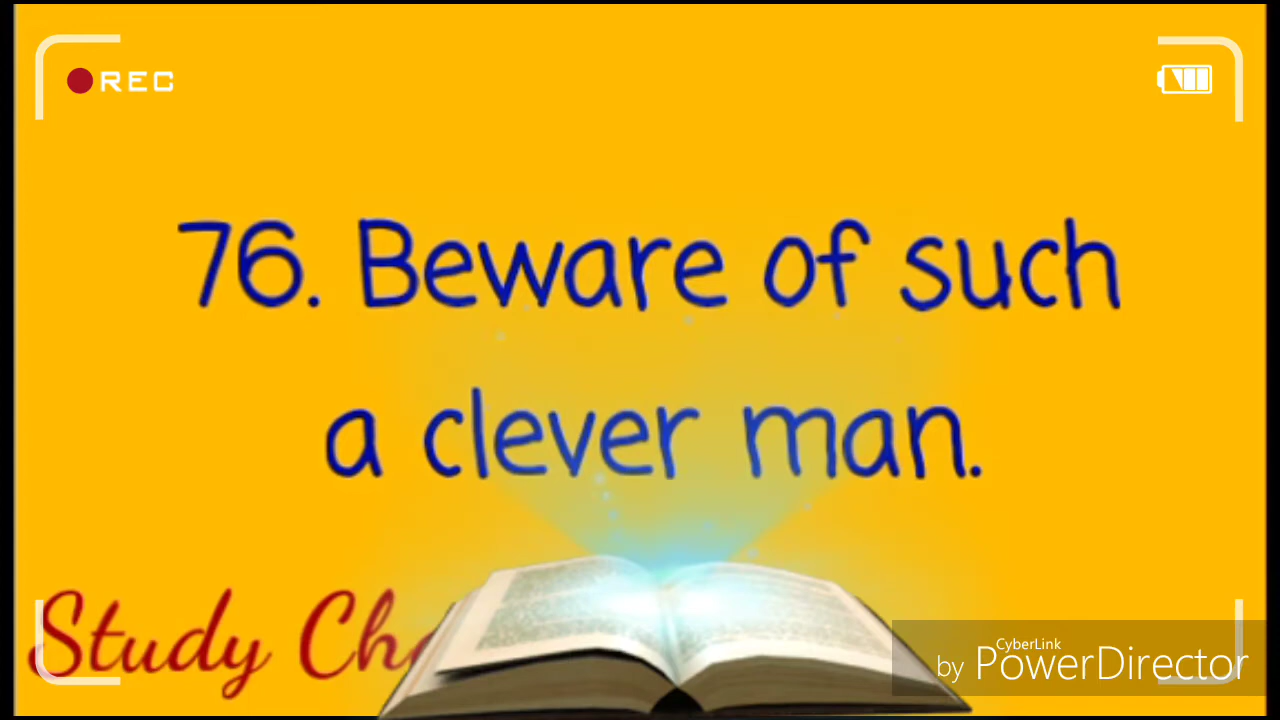 REC
76. Beware of such
a clever man.
Study
CyberLink
by PowerDirector